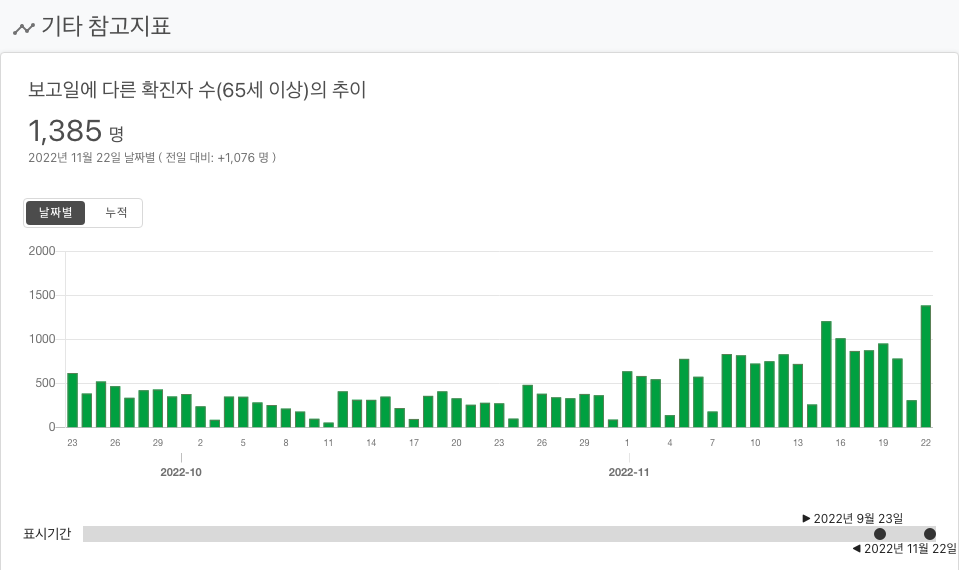 기타 참고지표
보고일에 다른 확진자 수(65세 이상)의 추이
1,385 명
2022년 11월 22일 날짜별 ( 전일 대비: +1,076 명 )
날짜별 누적
2000
1500
1000
500
0
23 26 29 2 5 8 11 14 17 20 23 26 29 1 4 7 10 13 16 19 22
2022-10 2022-11
▶ 2022년 9월 23일
표시기간
◀ 2022년 11월 22일